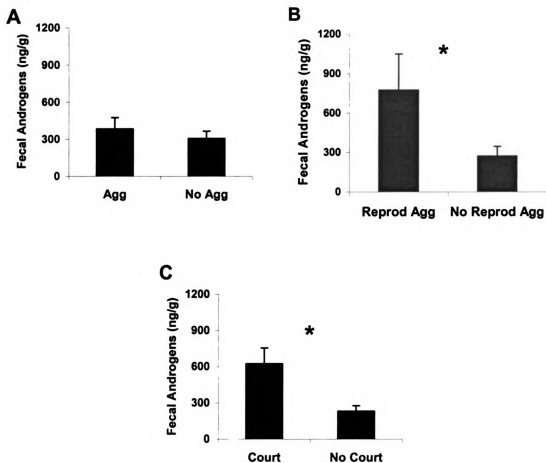 A
Fecal Androgens (ng/g)
1200
900
600
300
0
Agg No Agg
B
*
Fecal Androgens (ng/g)
1200
900
600
300
0
Reprod Agg No Reprod Agg
C
*
Fecal Androgens (ng/g)
1200
900
600
300
0
Court No Court